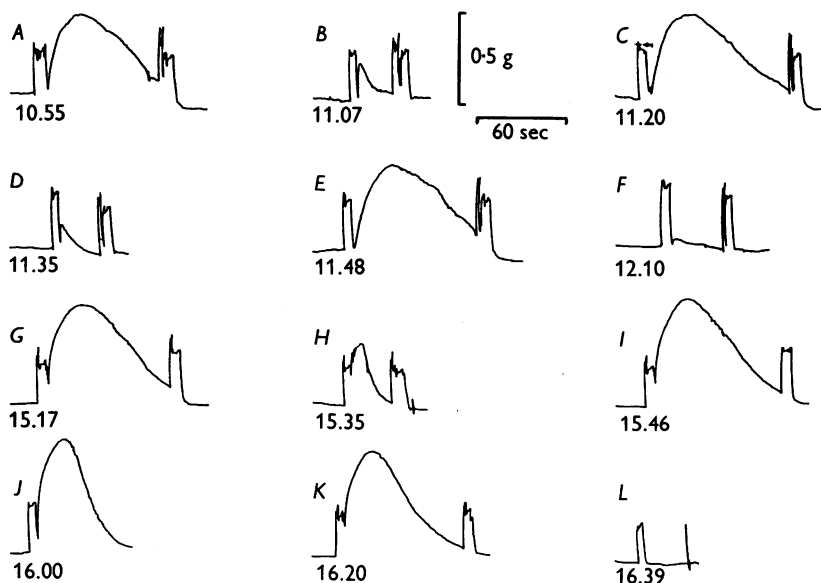 A
10.55
B
11.07
0·5 g
60 sec
C
11.20
D
11.35
E
11.48
F
12.10
G
15.17
H
15.35
I
15.46
J
16.00
K
16.20
L
16.39